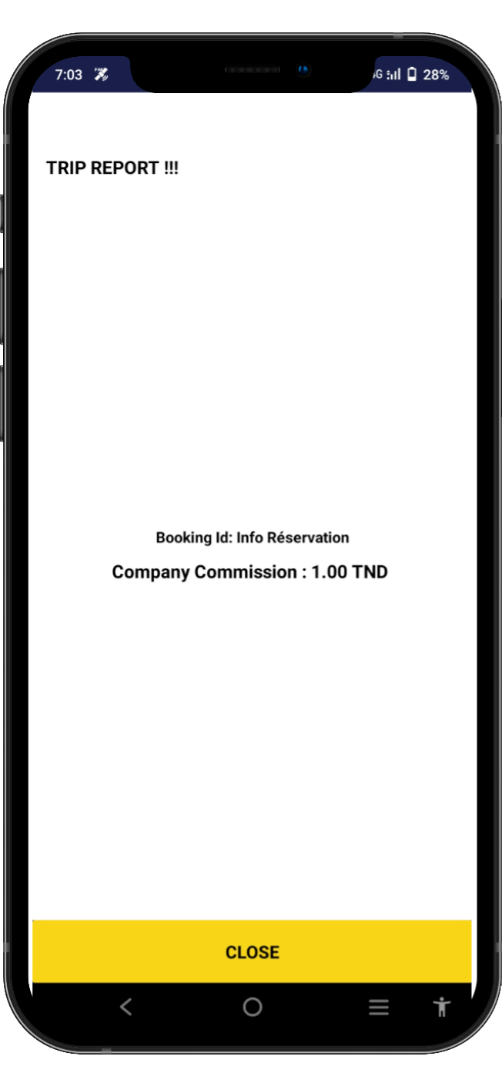 7:03 G 28%
TRIP REPORT !!!
Booking Id: Info Réservation
Company Commission : 1.00 TND
CLOSE